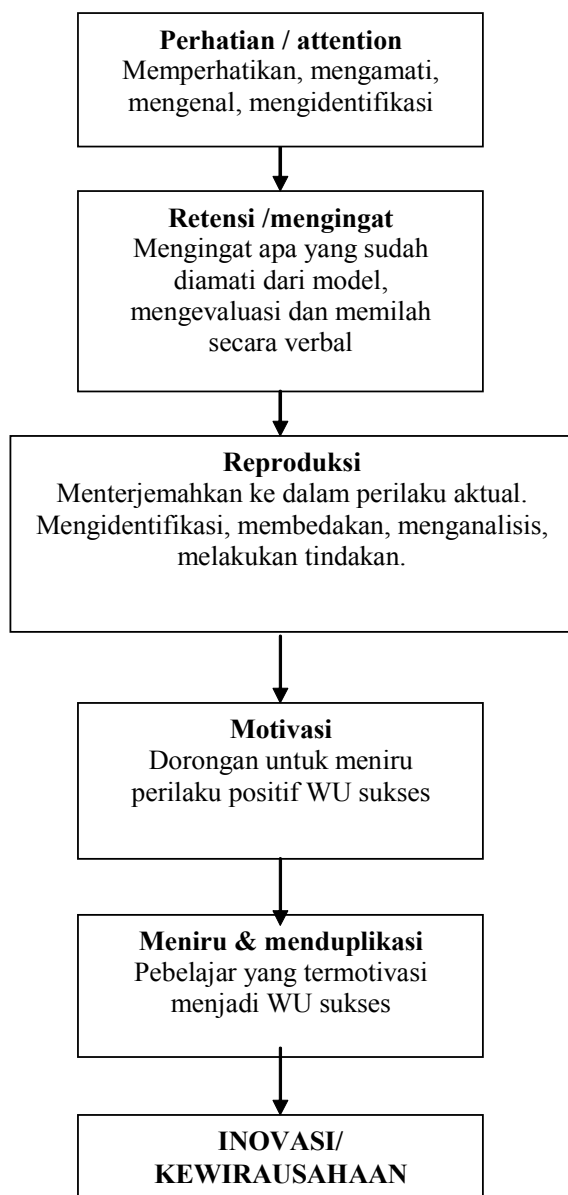 Perhatian / attention
Memperhatikan, mengamati,
mengenal, mengidentifikasi
Retensi /mengingat
Mengingat apa yang sudah
diamati dari model,
mengevaluasi dan memilah
secara verbal
Reproduksi
Menterjemahkan ke dalam perilaku aktual.
Mengidentifikasi, membedakan, menganalisis,
melakukan tindakan.
Motivasi
Dorongan untuk meniru
perilaku positif WU sukses
Meniru & menduplikasi
Pebelajar yang termotivasi
menjadi WU sukses
INOVASI/
KEWIRAUSAHAAN